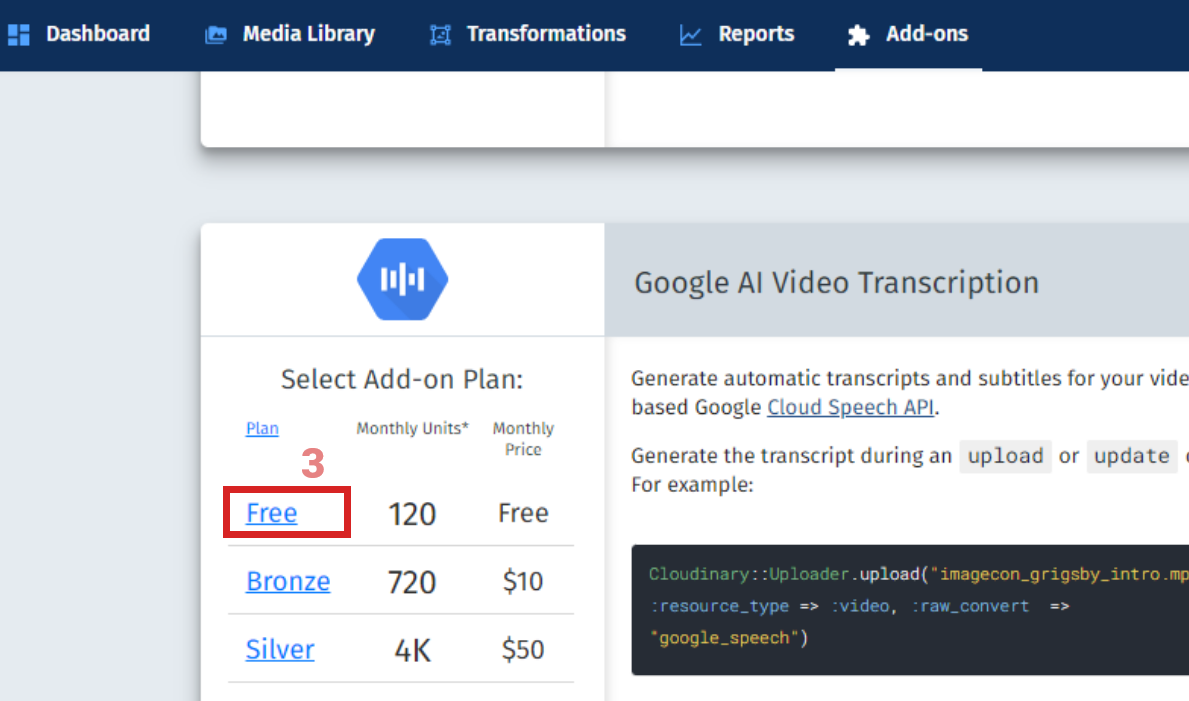 Dashboard Media Library Transformations Reports Add-ons
Google AI Video Transcription
Select Add-on Plan:
Plan Monthly Units* Monthly
Price
3
Free 120 Free
Bronze 720 $10
Silver 4K $50
Generate automatic transcripts and subtitles for your vide
based Google Cloud Speech API.
Generate the transcript during an upload or update
For example:
Cloudinary::Uploader.upload("imagecon_grigsby_intro.mp
:resource_type => :video, :raw_convert =>
"google_speech")